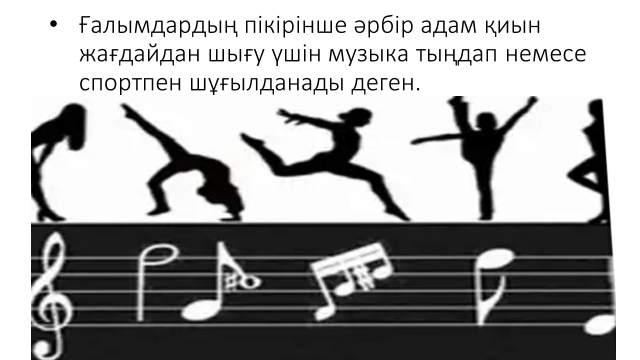 • Ғалымдардың пікірінше әрбір адам қиын
жағдайдан шығу үшін музыка тыңдап немесе
спортпен шұғылданады деген.